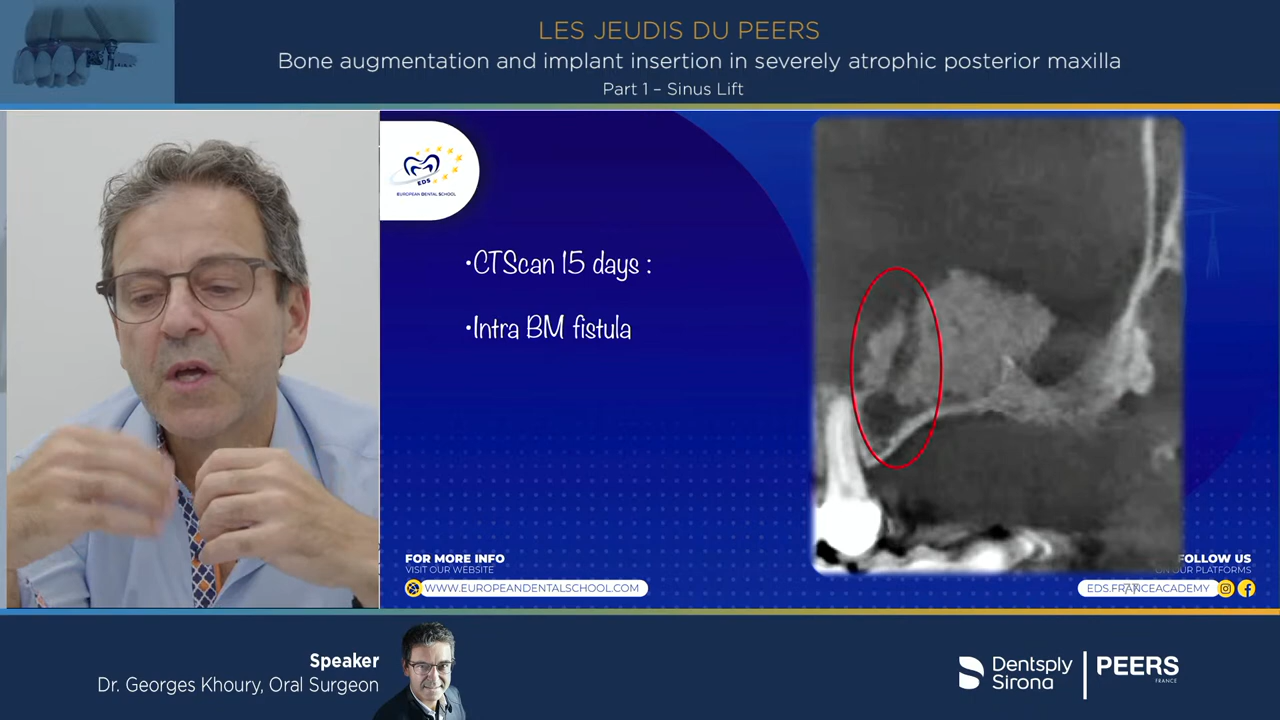 LES JEUDIS DU PEERS
Bone augmentation and implant insertion in severely atrophic posterior maxilla
Part 1 – Sinus Lift
EDS
EUROPEAN DENTAL SCHOOL
•CTScan 15 days :
•Intra BM fistula
FOR MORE INFO
VISIT OUR WEBSITE
WWW.EUROPEANDENTALSCHOOL.COM
FOLLOW US
ON OUR PLATFORMS
EDS.FRANCEACADEMY
Speaker
Dr. Georges Khoury, Oral Surgeon
Dentsply
Sirona
PEERS
FRANCE